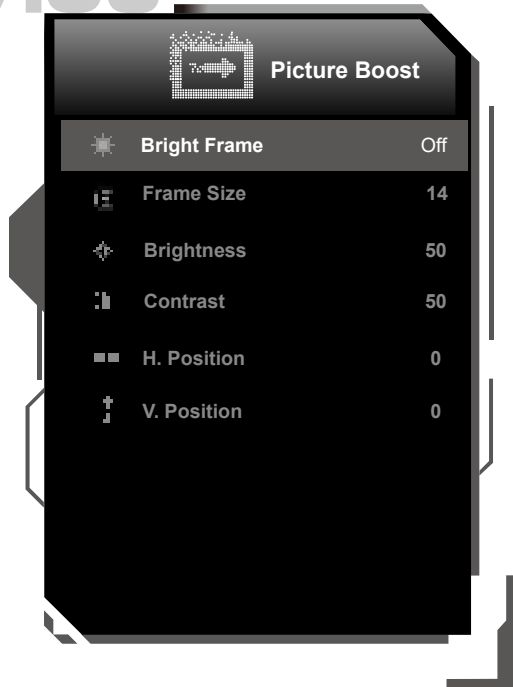 Picture Boost
Bright Frame Off
Frame Size 14
Brightness 50
Contrast 50
H. Position 0
V. Position 0